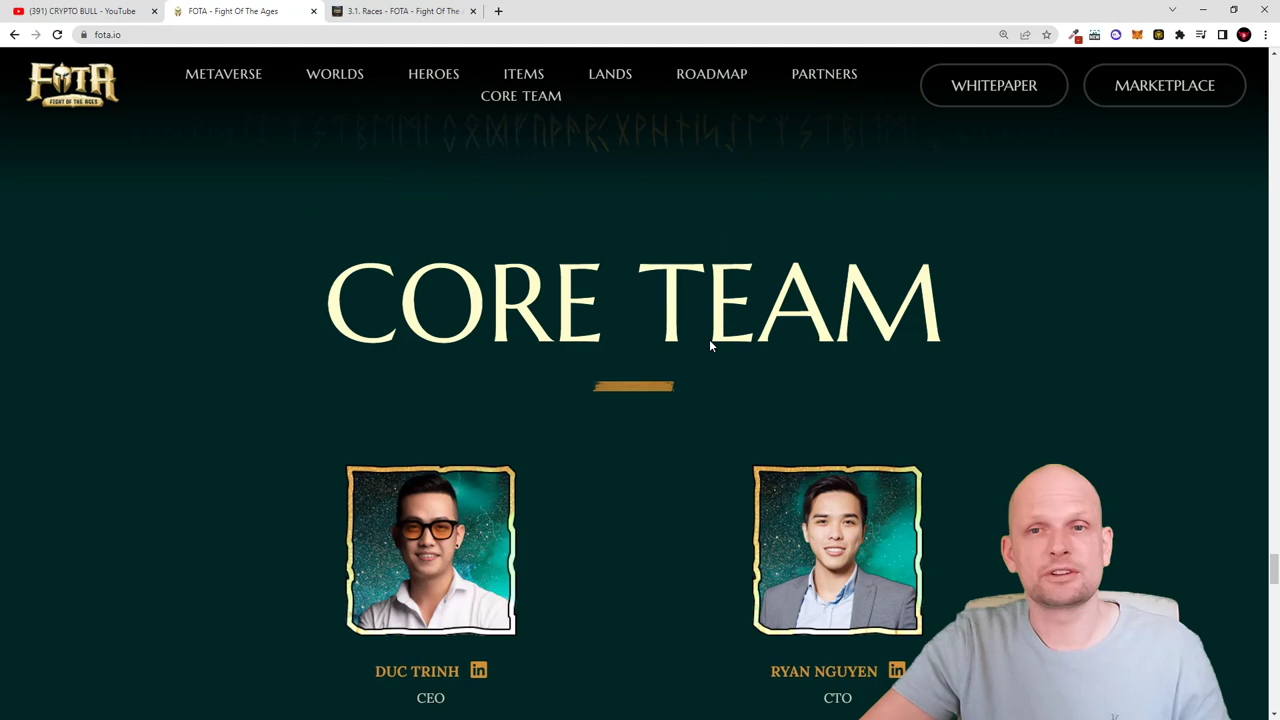 (391) CRYPTO BULL - YouTube
FOTA - Fight Of The Ages
3.1. Races - FOTA - Fight Of The
fota.io
FOTA
FIGHT OF THE AGES
METAVERSE
WORLDS
HEROES
ITEMS
LANDS
ROADMAP
PARTNERS
CORE TEAM
WHITEPAPER
MARKETPLACE
CORE TEAM
DUC TRINH in
RYAN NGUYEN in
CEO
CTO